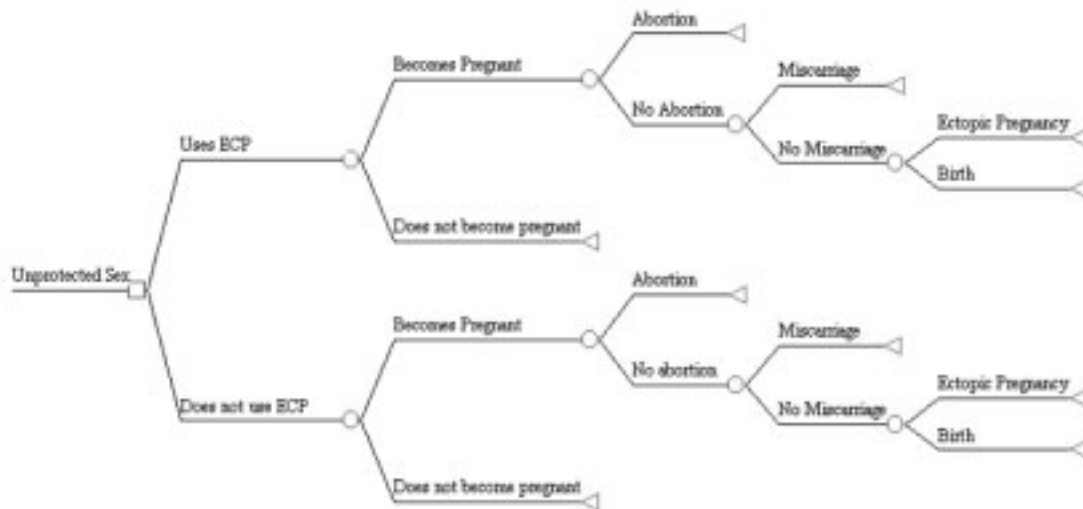 Abortion
Becomes Pregnant
Miscarriage
No Abortion
Ectopic Pregnancy
Uses ECP
No Miscarriage
Birth
Does not become pregnant
Unprotected Sex
Abortion
Becomes Pregnant
Miscarriage
No abortion
Ectopic Pregnancy
Does not use ECP
No Miscarriage
Birth
Does not become pregnant